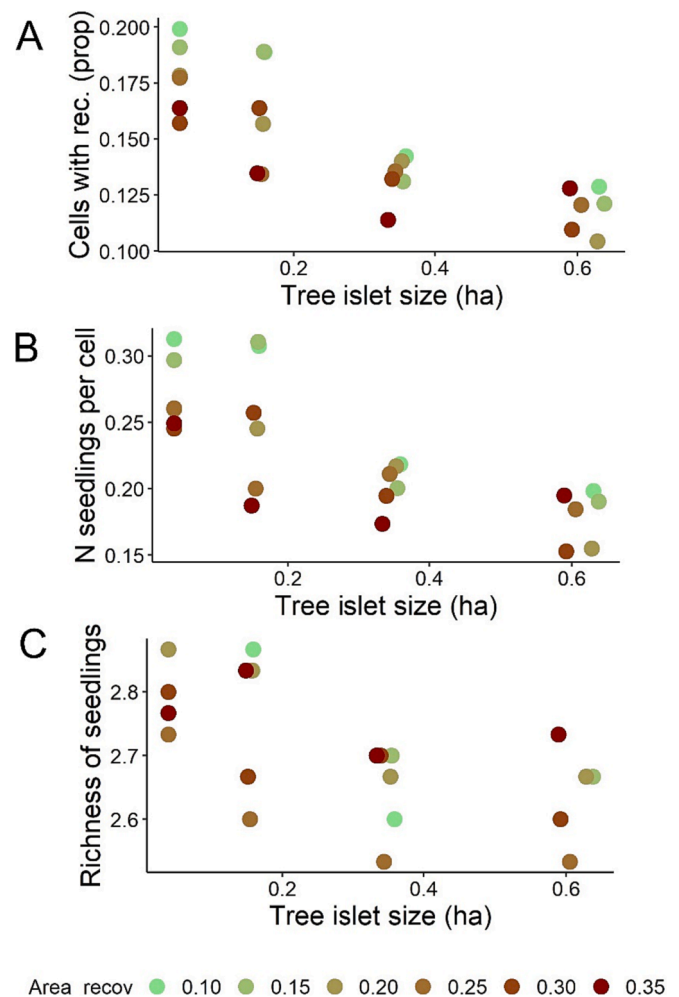 A
Cells with rec. (prop)
0.200
0.175
0.150
0.125
0.100
0.2 0.4 0.6
Tree islet size (ha)
B
N seedlings per cell
0.30
0.25
0.20
0.15
0.2 0.4 0.6
Tree islet size (ha)
C
Richness of seedlings
2.8
2.7
2.6
0.2 0.4 0.6
Tree islet size (ha)
Area_recov 0.10 0.15 0.20 0.25 0.30 0.35